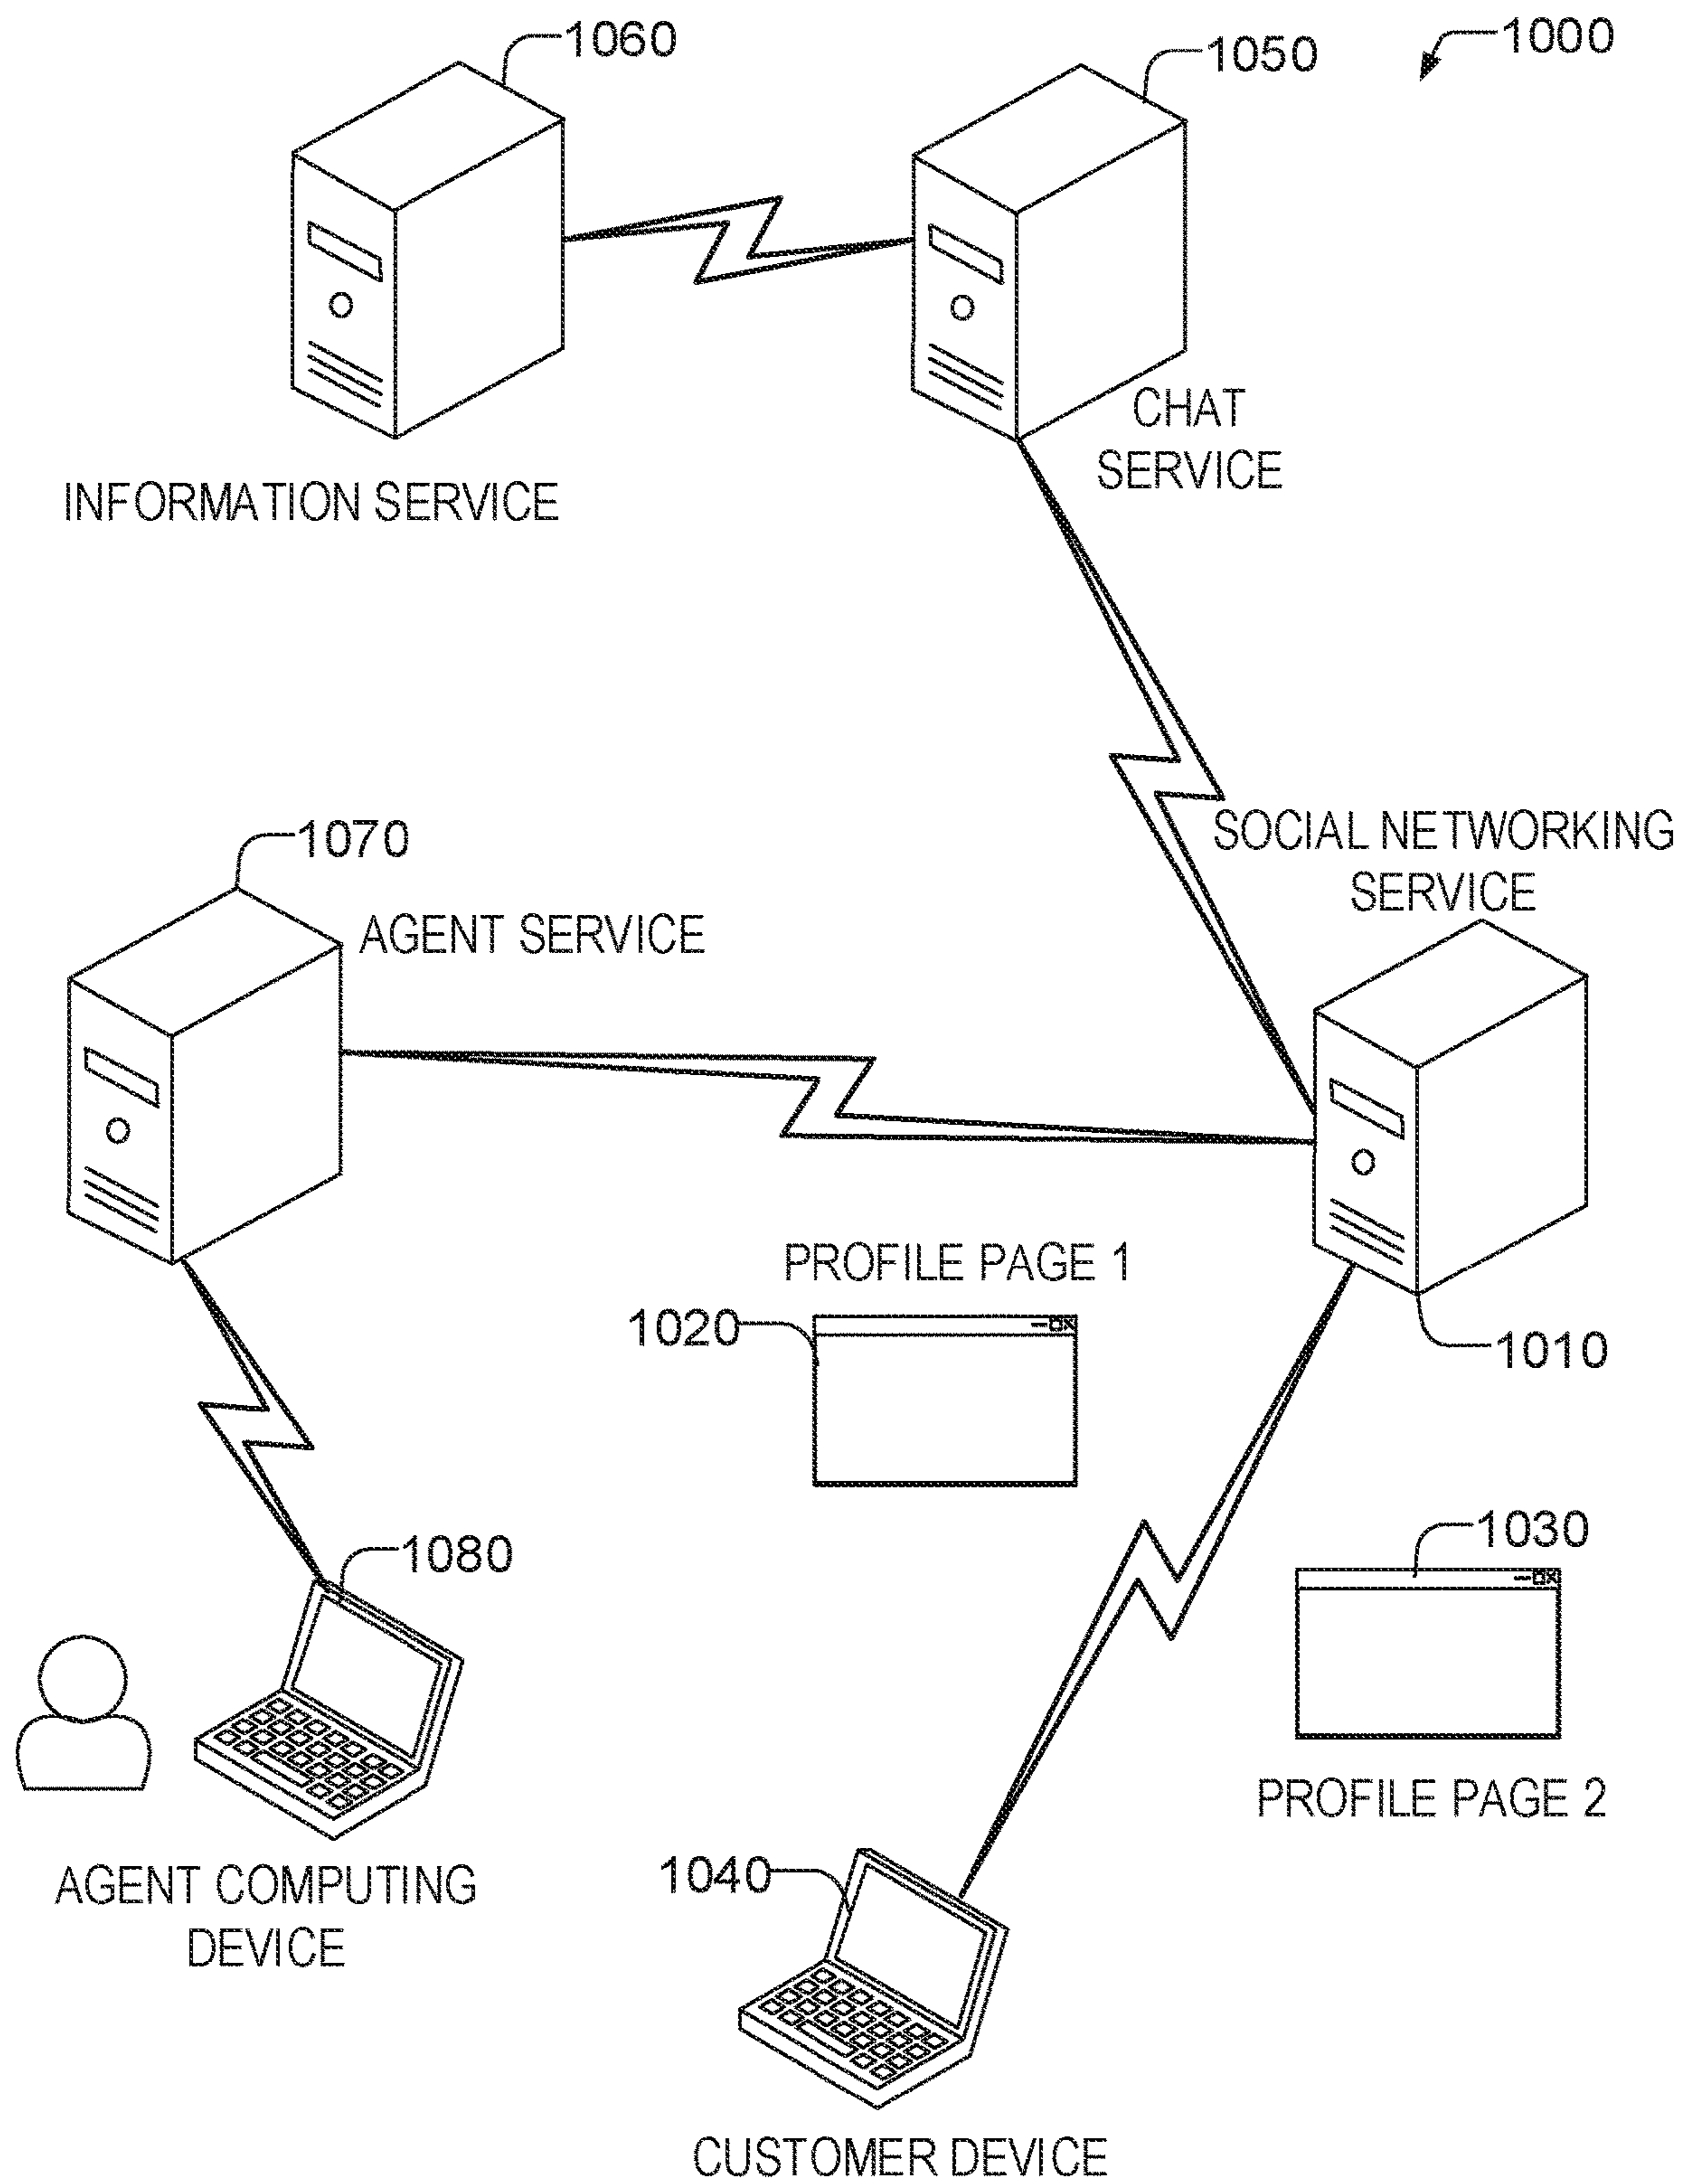 1060
1050
1000
CHAT
SERVICE
INFORMATION SERVICE
SOCIAL NETWORKING
SERVICE
1070
AGENT SERVICE
PROFILE PAGE 1
1020
1010
1030
1080
PROFILE PAGE 2
1040
AGENT COMPUTING
DEVICE
CUSTOMER DEVICE